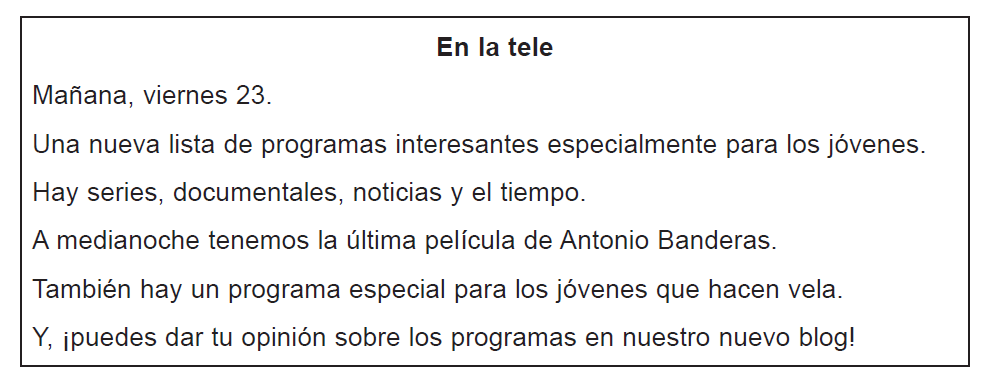 En la tele
Mañana, viernes 23.
Una nueva lista de programas interesantes especialmente para los jóvenes.
Hay series, documentales, noticias y el tiempo.
A medianoche tenemos la última película de Antonio Banderas.
También hay un programa especial para los jóvenes que hacen vela.
Y, ¡puedes dar tu opinión sobre los programas en nuestro nuevo blog!